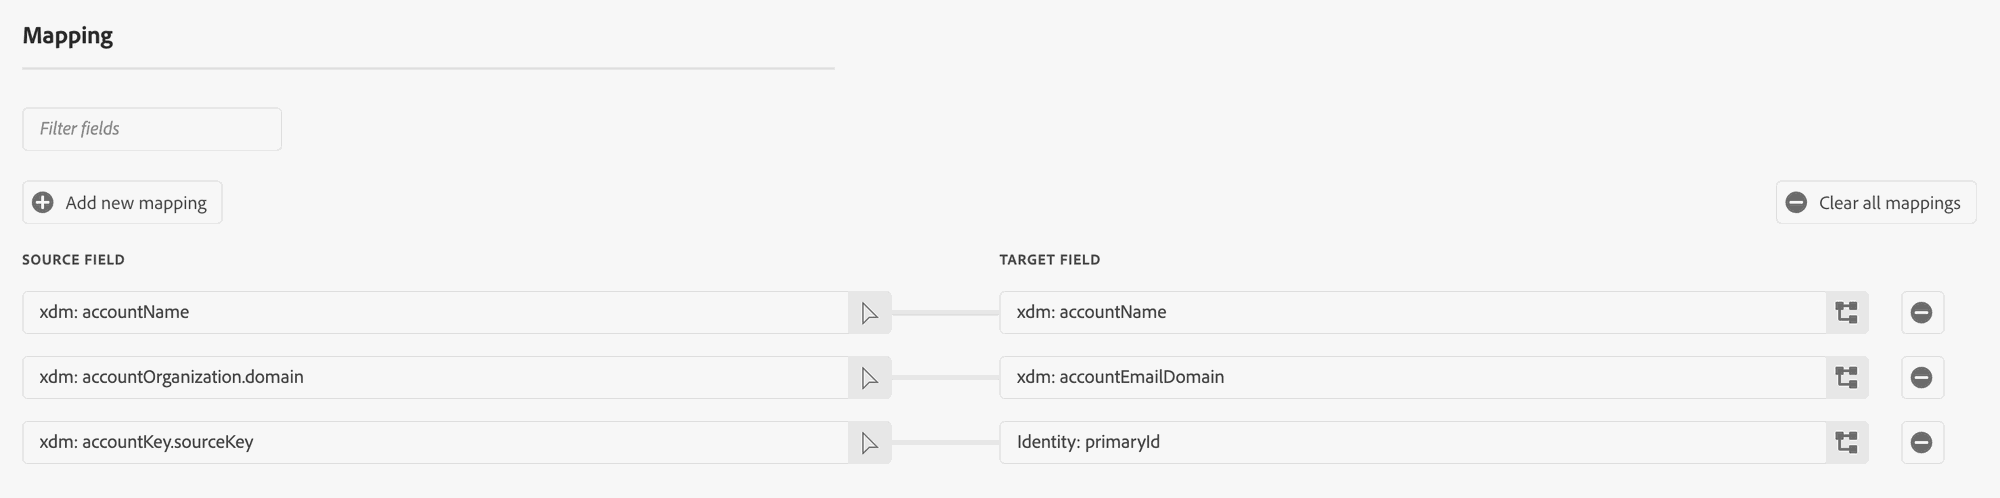 Mapping
Filter fields
Add new mapping
Clear all mappings
SOURCE FIELD
TARGET FIELD
xdm: accountName
xdm: accountName
xdm: accountOrganization.domain
xdm: accountEmailDomain
xdm: accountKey.sourceKey
Identity: primaryId